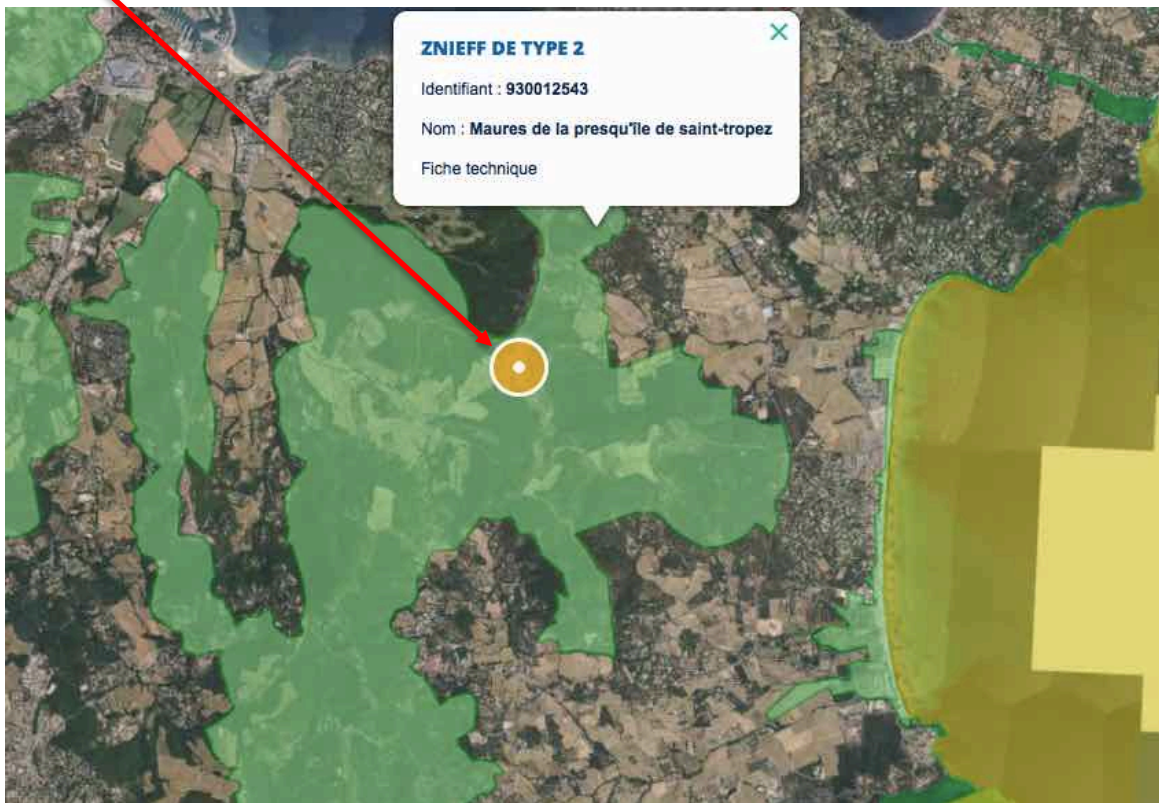 ZNIEFF DE TYPE 2
Identifiant : 930012543
Nom : Maures de la presqu'île de saint-tropez
Fiche technique